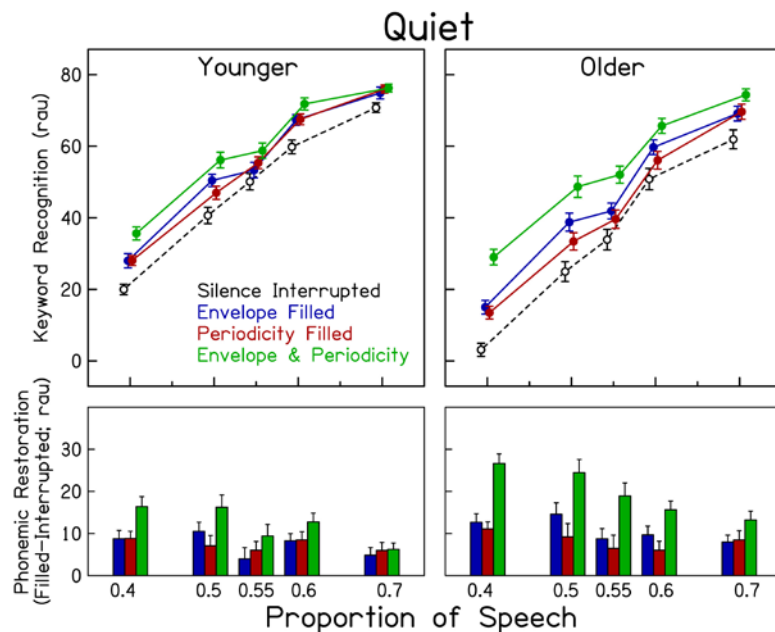 Quiet
Younger
Older
Keyword Recognition (rau)
80
60
40
20
0
Silence Interrupted
Envelope Filled
Periodicity Filled
Envelope & Periodicity
Phonemic Restoration
(Filled-Interrupted; rau)
30
20
10
0
0.4 0.5 0.55 0.6 0.7
0.4 0.5 0.55 0.6 0.7
Proportion of Speech